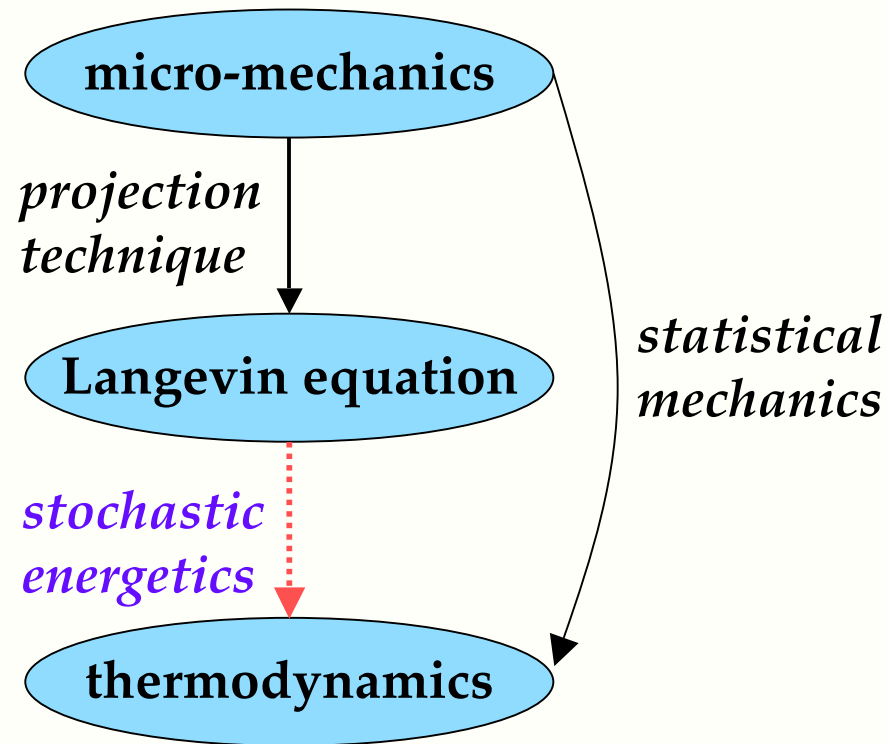 micro-mechanics
projection
technique
Langevin equation
statistical
mechanics
stochastic
energetics
thermodynamics